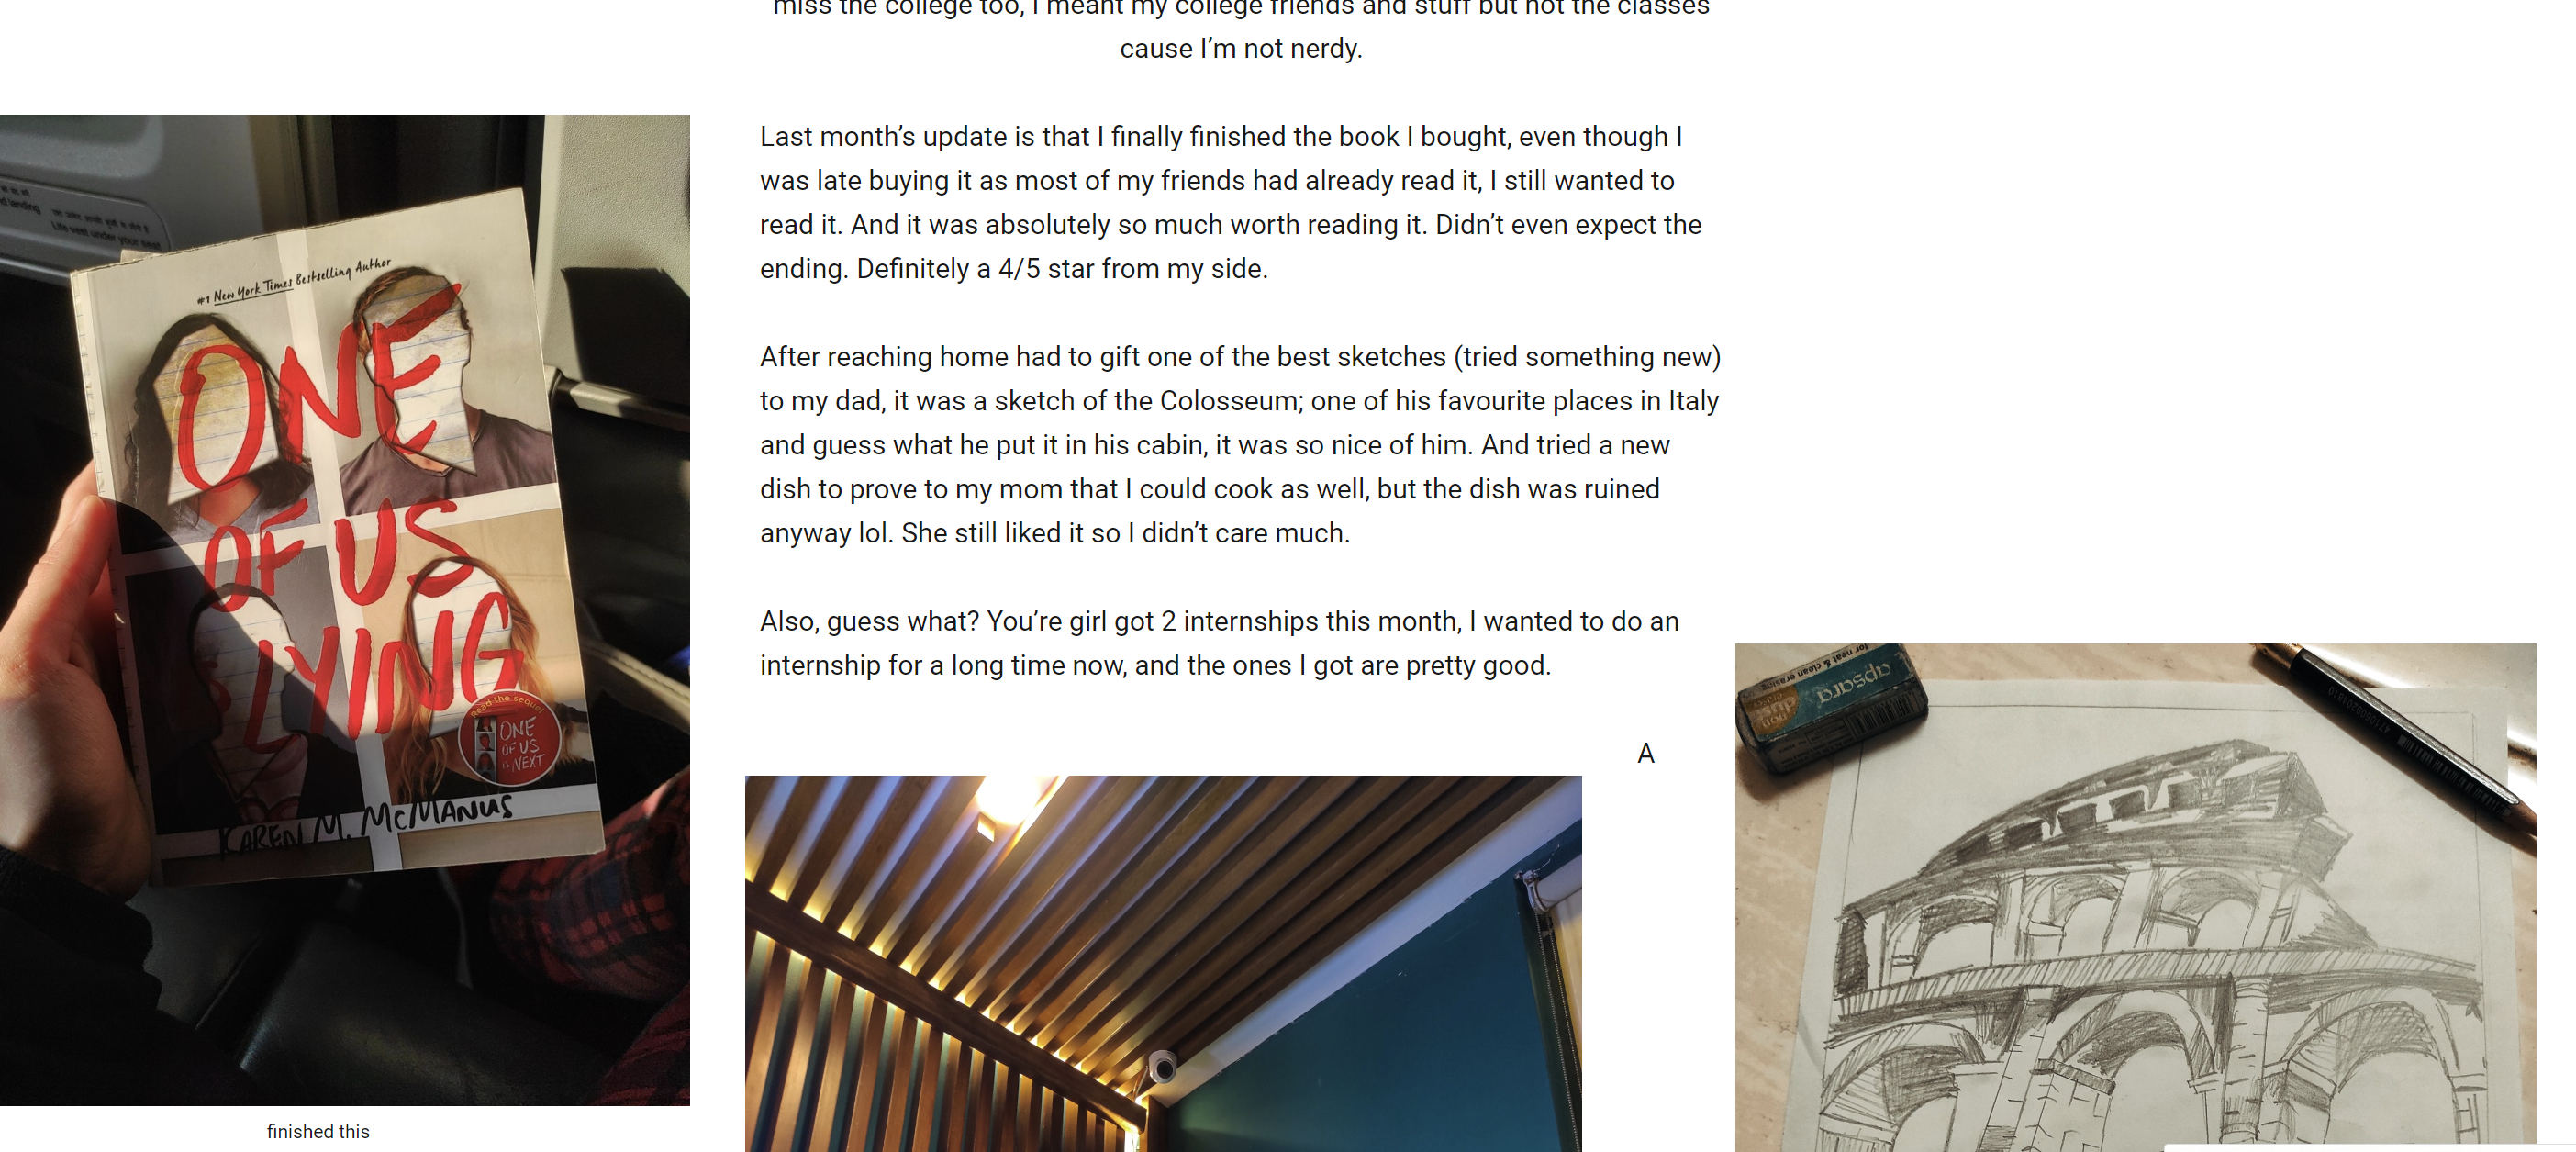 miss the college too, I meant my college friends and stuff but not the classes
cause I’m not nerdy.
Last month’s update is that I finally finished the book I bought, even though I
was late buying it as most of my friends had already read it, I still wanted to
read it. And it was absolutely so much worth reading it. Didn’t even expect the
ending. Definitely a 4/5 star from my side.
After reaching home had to gift one of the best sketches (tried something new)
to my dad, it was a sketch of the Colosseum; one of his favourite places in Italy
and guess what he put it in his cabin, it was so nice of him. And tried a new
dish to prove to my mom that I could cook as well, but the dish was ruined
anyway lol. She still liked it so I didn’t care much.
Also, guess what? You’re girl got 2 internships this month, I wanted to do an
internship for a long time now, and the ones I got are pretty good.
A
Life vest under your seat
#1 New York Times Bestselling Author
ONE
OF US
IS LYING
Read the sequel
ONE
OF US
IS NEXT
KAREN M. McMANUS
finished this
for neat & clean erasing
apsara
non
dust